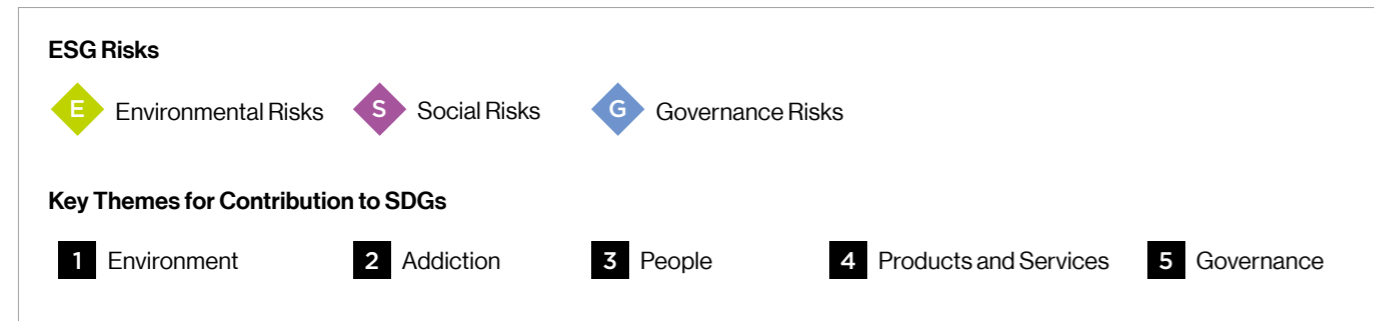 ESG Risks
E Environmental Risks S Social Risks G Governance Risks
Key Themes for Contribution to SDGs
1 Environment 2 Addiction 3 People 4 Products and Services 5 Governance